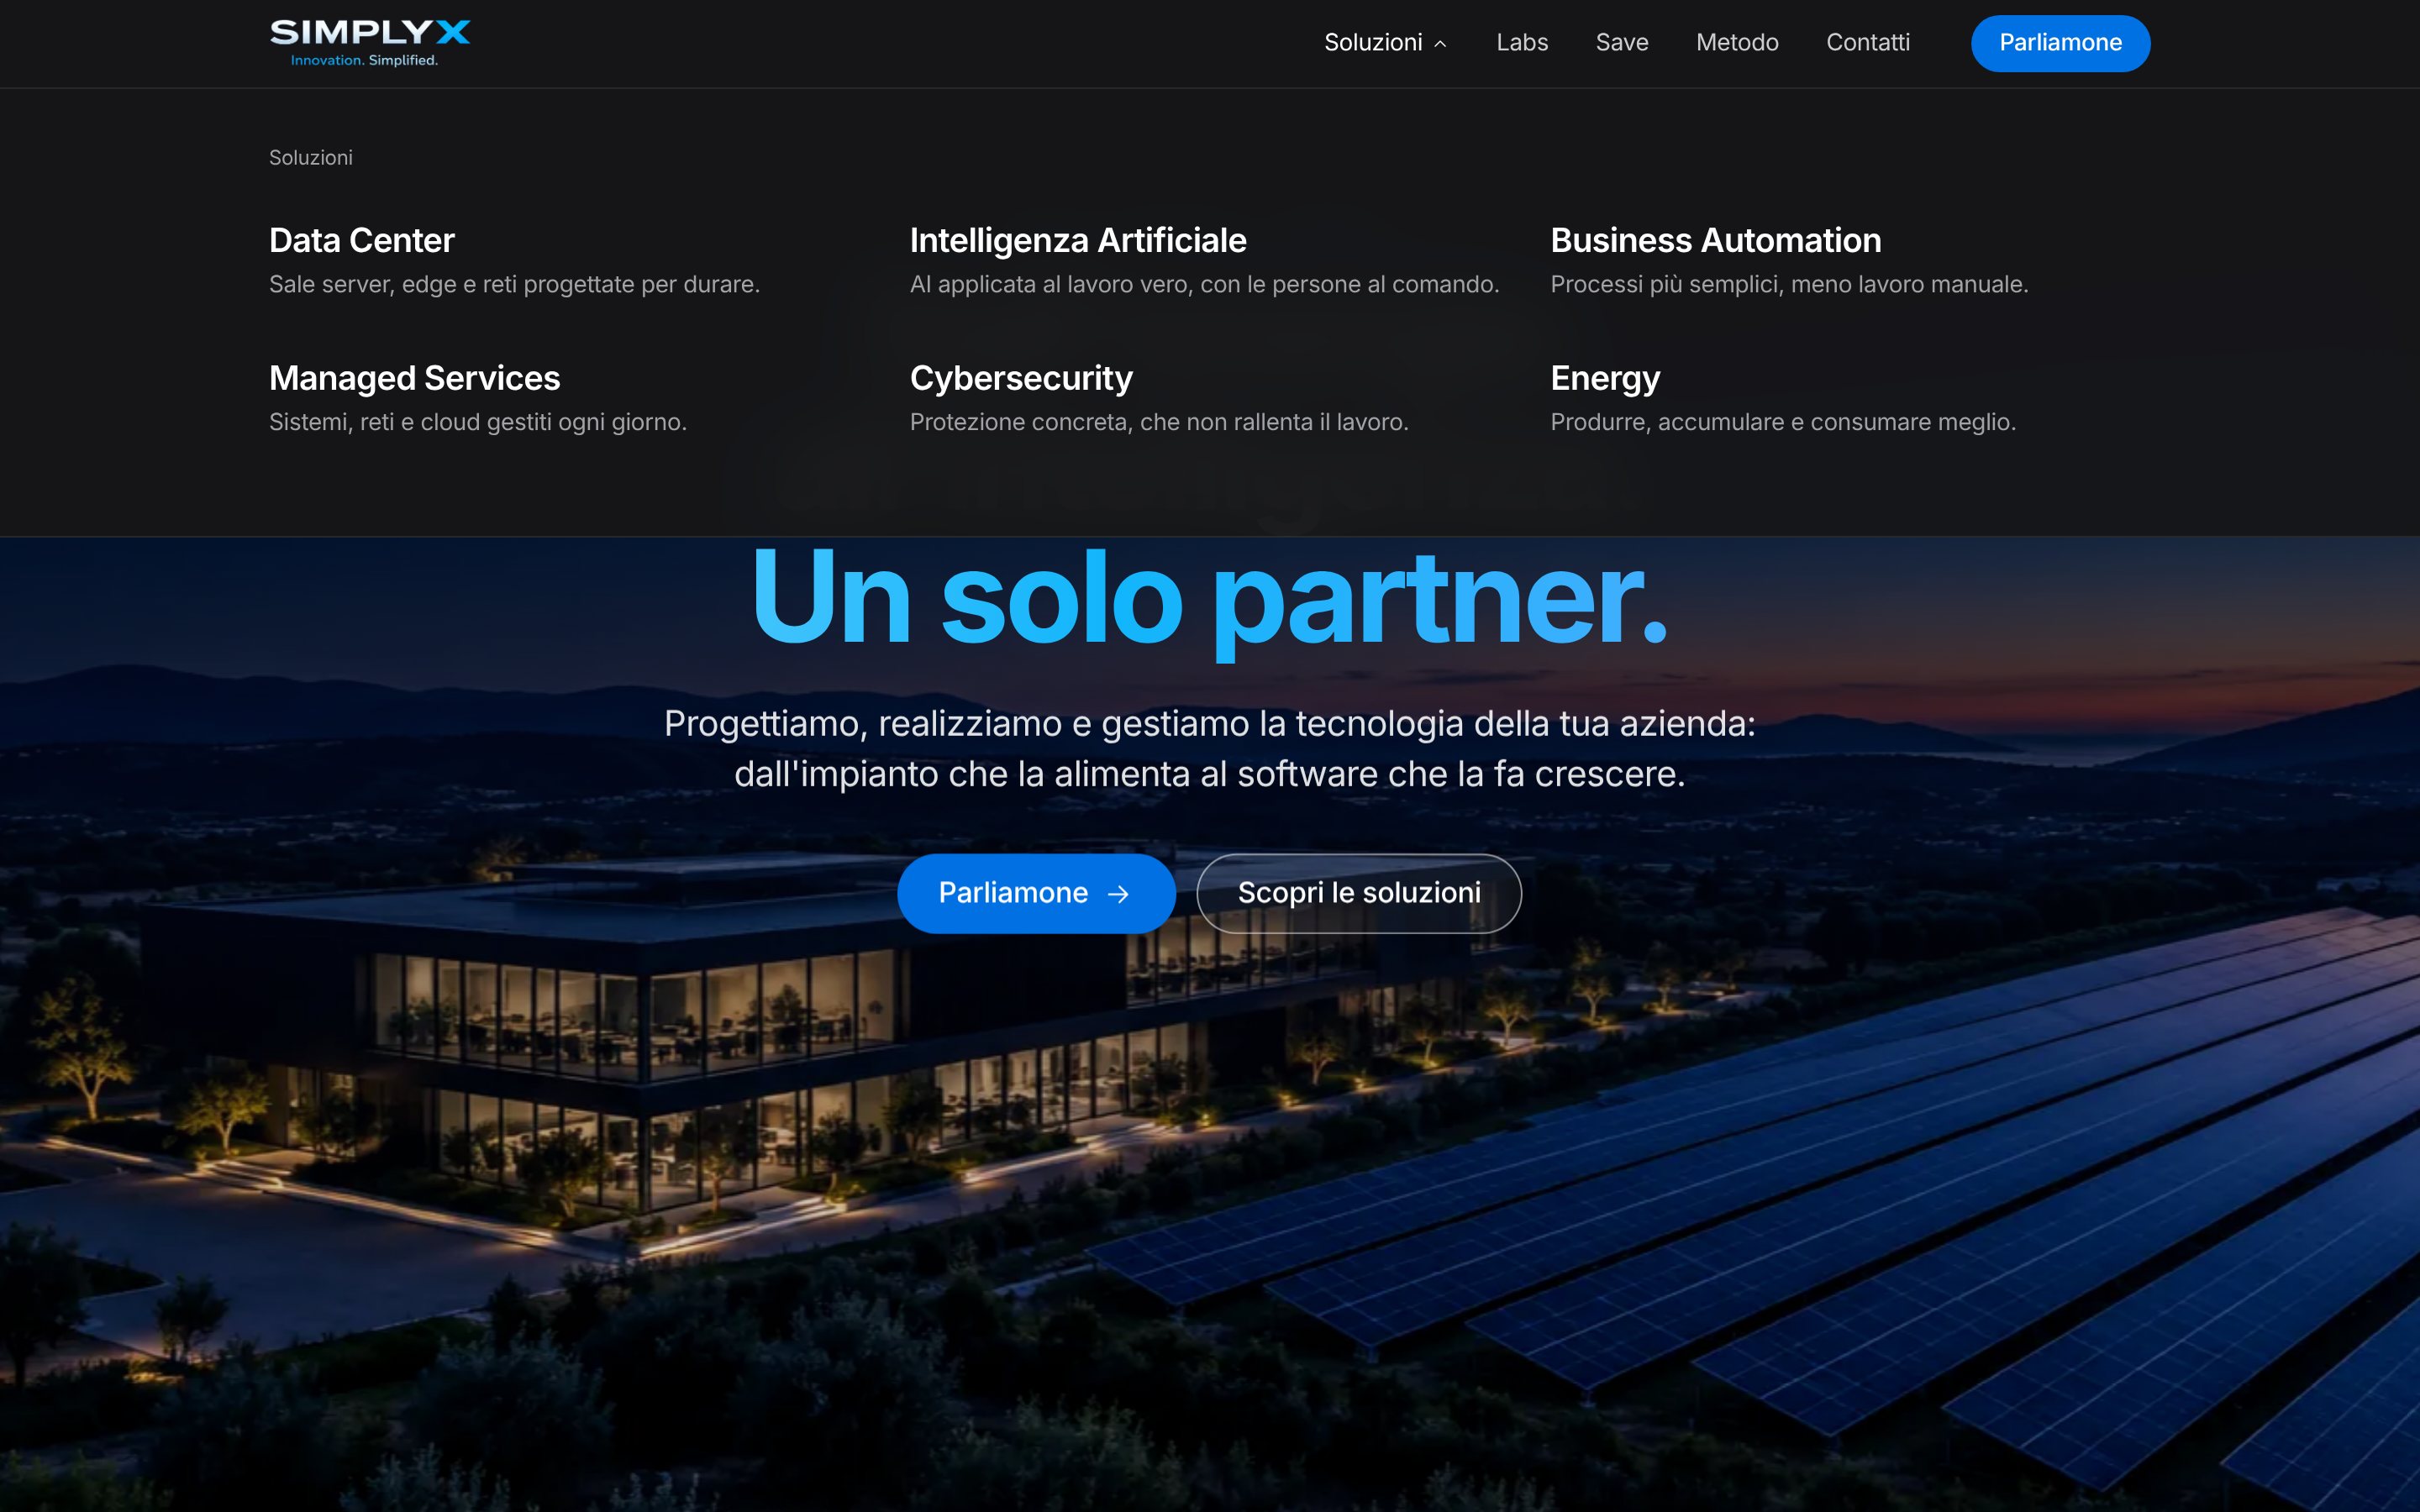 SIMPLYX
Innovation. Simplified.
Soluzioni
Labs
Save
Metodo
Contatti
Parliamone
Soluzioni
Data Center
Sale server, edge e reti progettate per durare.
Intelligenza Artificiale
AI applicata al lavoro vero, con le persone al comando.
Business Automation
Processi più semplici, meno lavoro manuale.
Managed Services
Sistemi, reti e cloud gestiti ogni giorno.
Cybersecurity
Protezione concreta, che non rallenta il lavoro.
Energy
Produrre, accumulare e consumare meglio.
Un solo partner.
Progettiamo, realizziamo e gestiamo la tecnologia della tua azienda:
dall'impianto che la alimenta al software che la fa crescere.
Parliamone →
Scopri le soluzioni